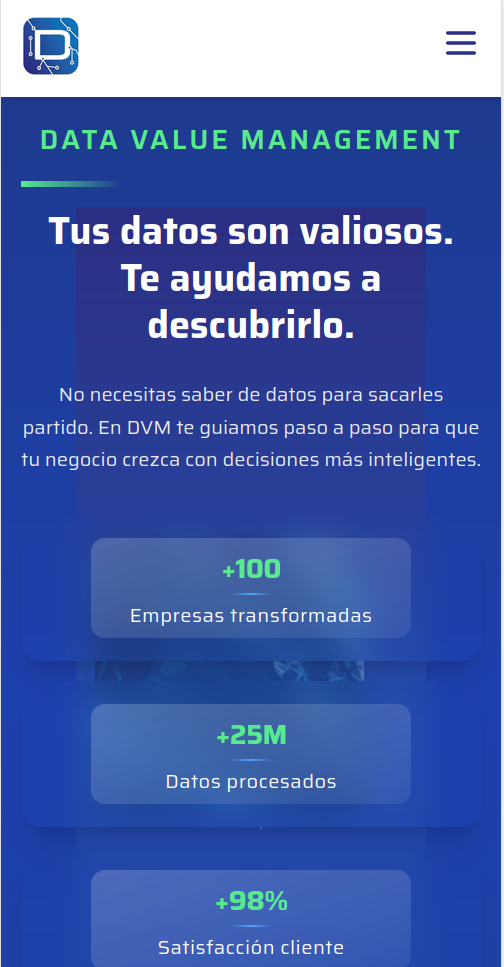 D
DATA VALUE MANAGEMENT
Tus datos son valiosos.
Te ayudamos a
descubrirlo.
No necesitas saber de datos para sacarles
partido. En DVM te guiamos paso a paso para que
tu negocio crezca con decisiones más inteligentes.
+100
Empresas transformadas
+25M
Datos procesados
+98%
Satisfacción cliente